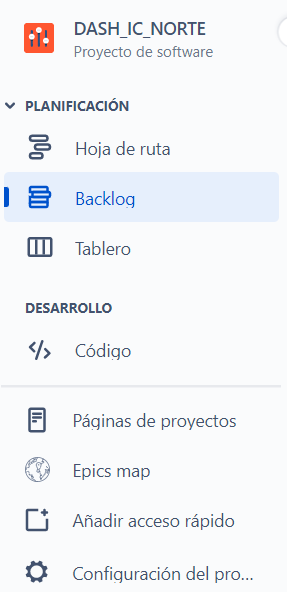 DASH_IC_NORTE
Proyecto de software
PLANIFICACIÓN
Hoja de ruta
Backlog
Tablero
DESARROLLO
Código
Páginas de proyectos
Epics map
Añadir acceso rápido
Configuración del pro...